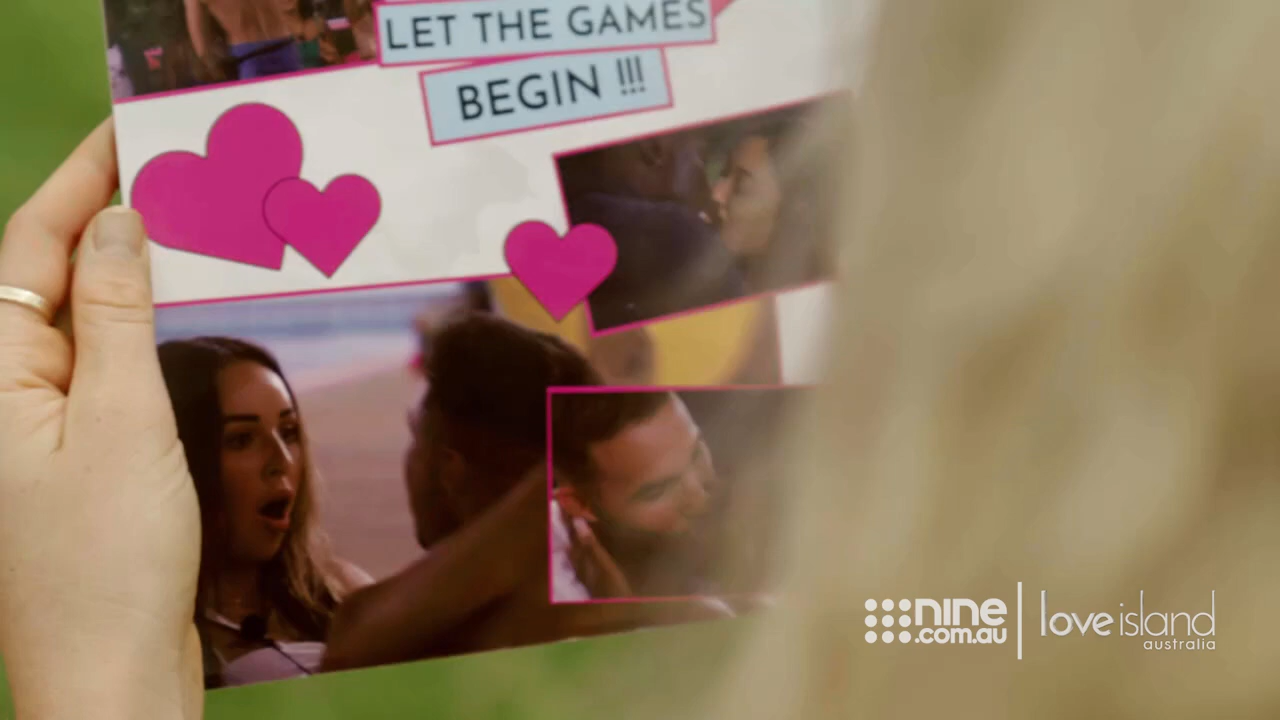 LET THE GAMES
BEGIN !!!
nine
.com.au
love island
australia